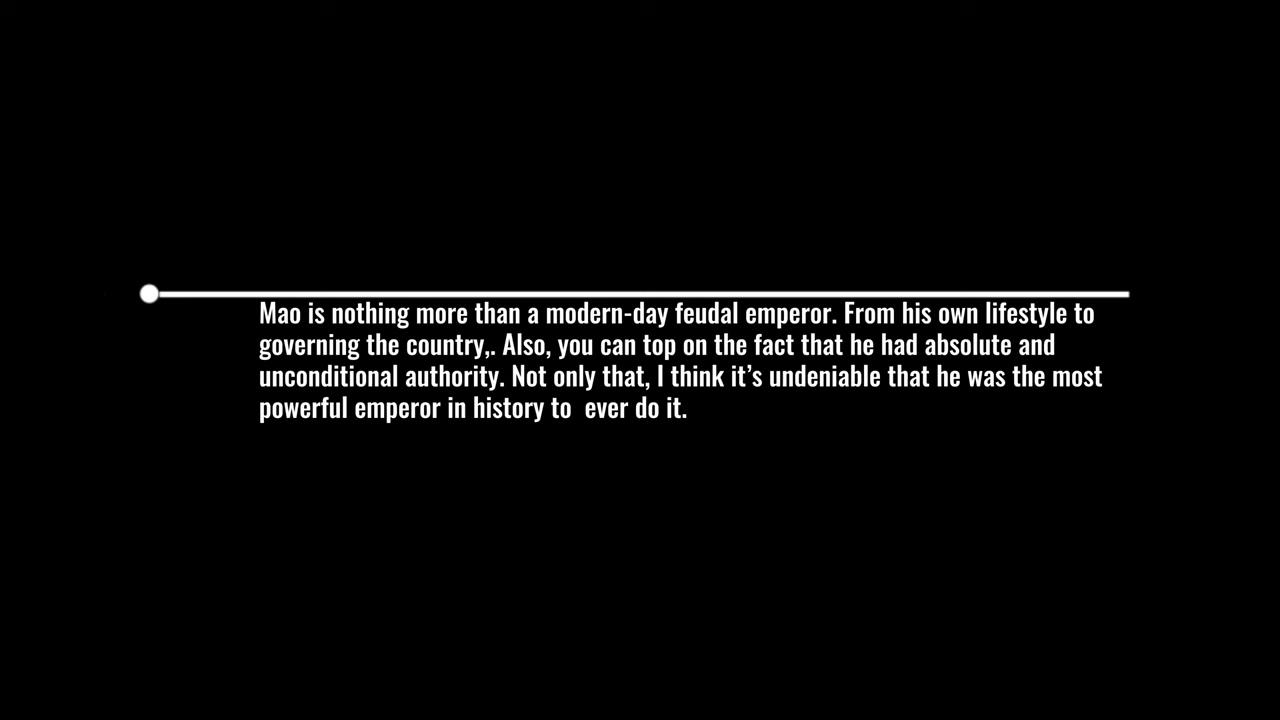 Mao is nothing more than a modern-day feudal emperor. From his own lifestyle to
governing the country,. Also, you can top on the fact that he had absolute and
unconditional authority. Not only that, I think it’s undeniable that he was the most
powerful emperor in history to  ever do it.